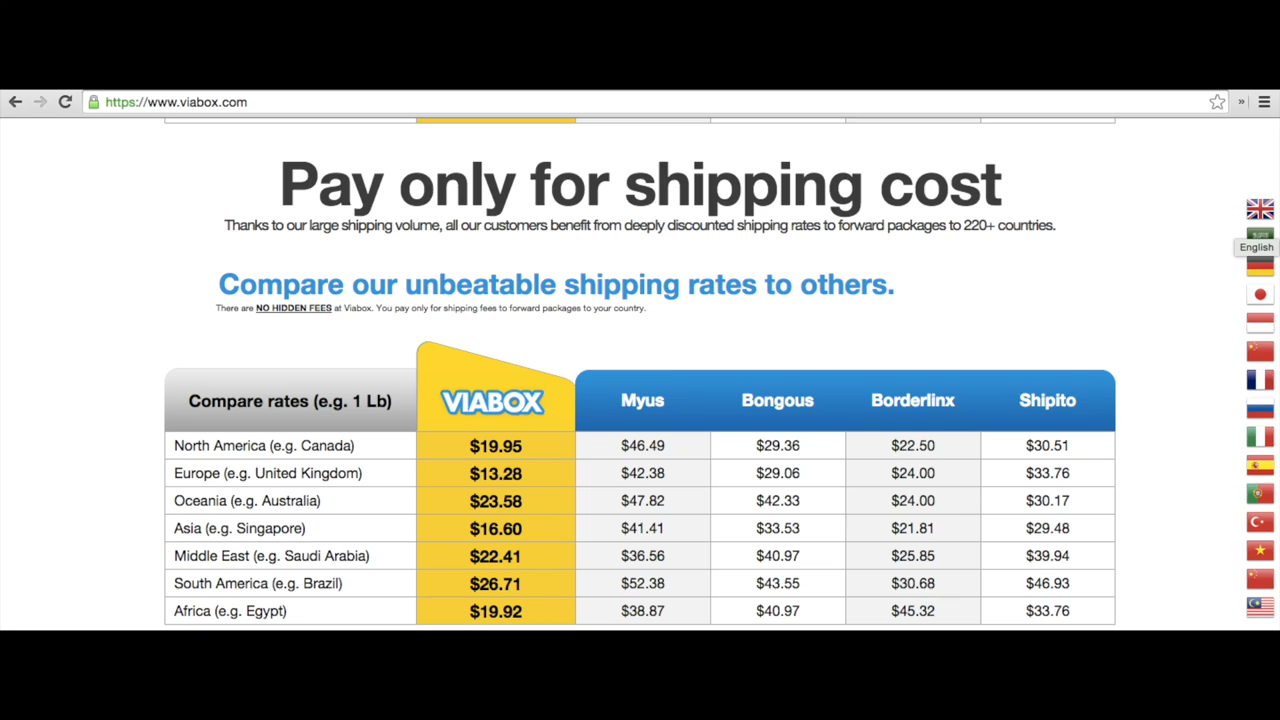 https://www.viabox.com
»
Pay only for shipping cost
Thanks to our large shipping volume, all our customers benefit from deeply discounted shipping rates to forward packages to 220+ countries.
English
Compare our unbeatable shipping rates to others.
There are NO HIDDEN FEES at Viabox. You pay only for shipping fees to forward packages to your country.
Compare rates (e.g. 1 Lb) VIABOX Myus Bongous Borderlinx Shipito
North America (e.g. Canada) $19.95 $46.49 $29.36 $22.50 $30.51
Europe (e.g. United Kingdom) $13.28 $42.38 $29.06 $24.00 $33.76
Oceania (e.g. Australia) $23.58 $47.82 $42.33 $24.00 $30.17
Asia (e.g. Singapore) $16.60 $41.41 $33.53 $21.81 $29.48
Middle East (e.g. Saudi Arabia) $22.41 $36.56 $40.97 $25.85 $39.94
South America (e.g. Brazil) $26.71 $52.38 $43.55 $30.68 $46.93
Africa (e.g. Egypt) $19.92 $38.87 $40.97 $45.32 $33.76